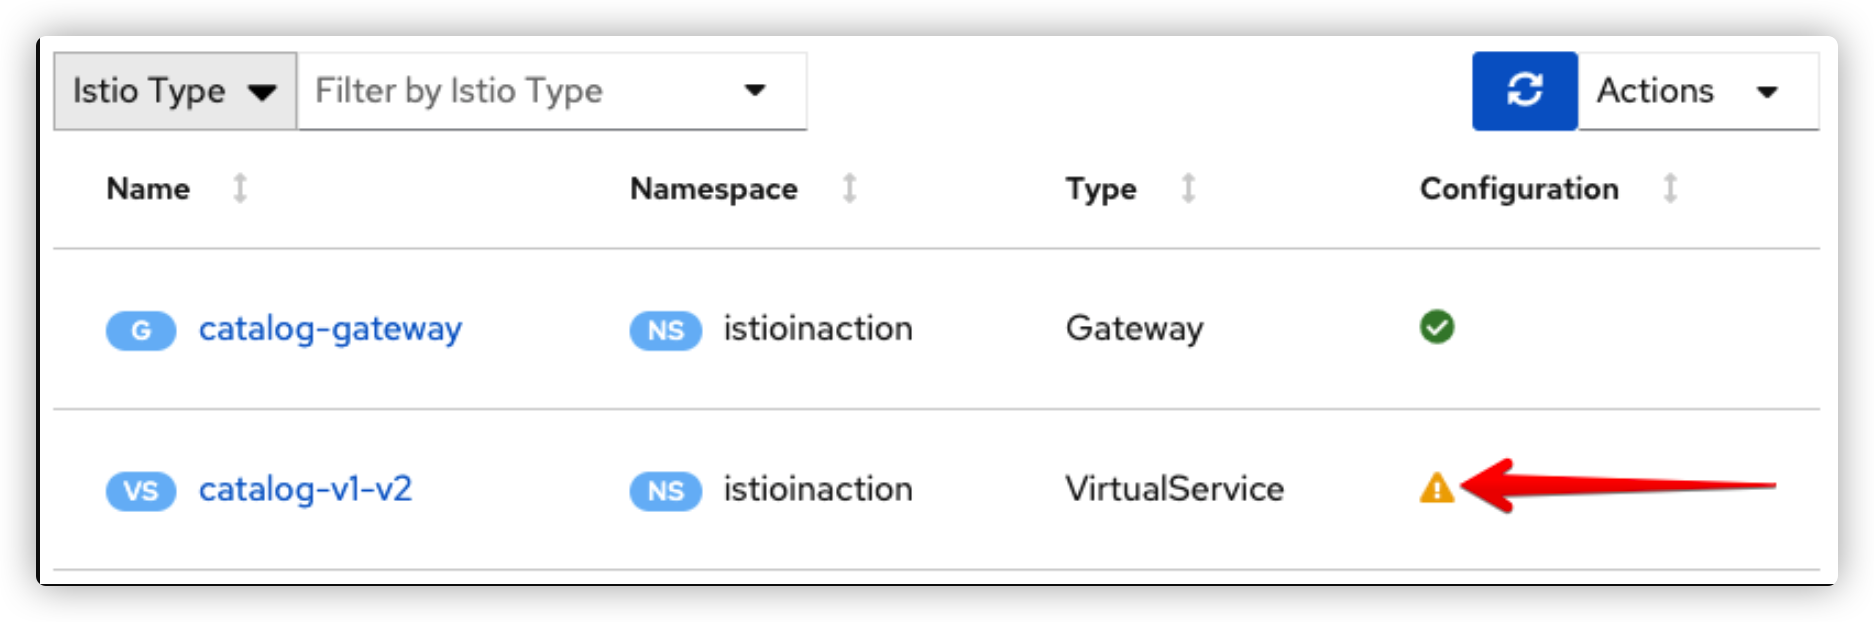 Istio Type Filter by Istio Type Actions
Name Namespace Type Configuration
G catalog-gateway NS istioinaction Gateway
VS catalog-v1-v2 NS istioinaction VirtualService